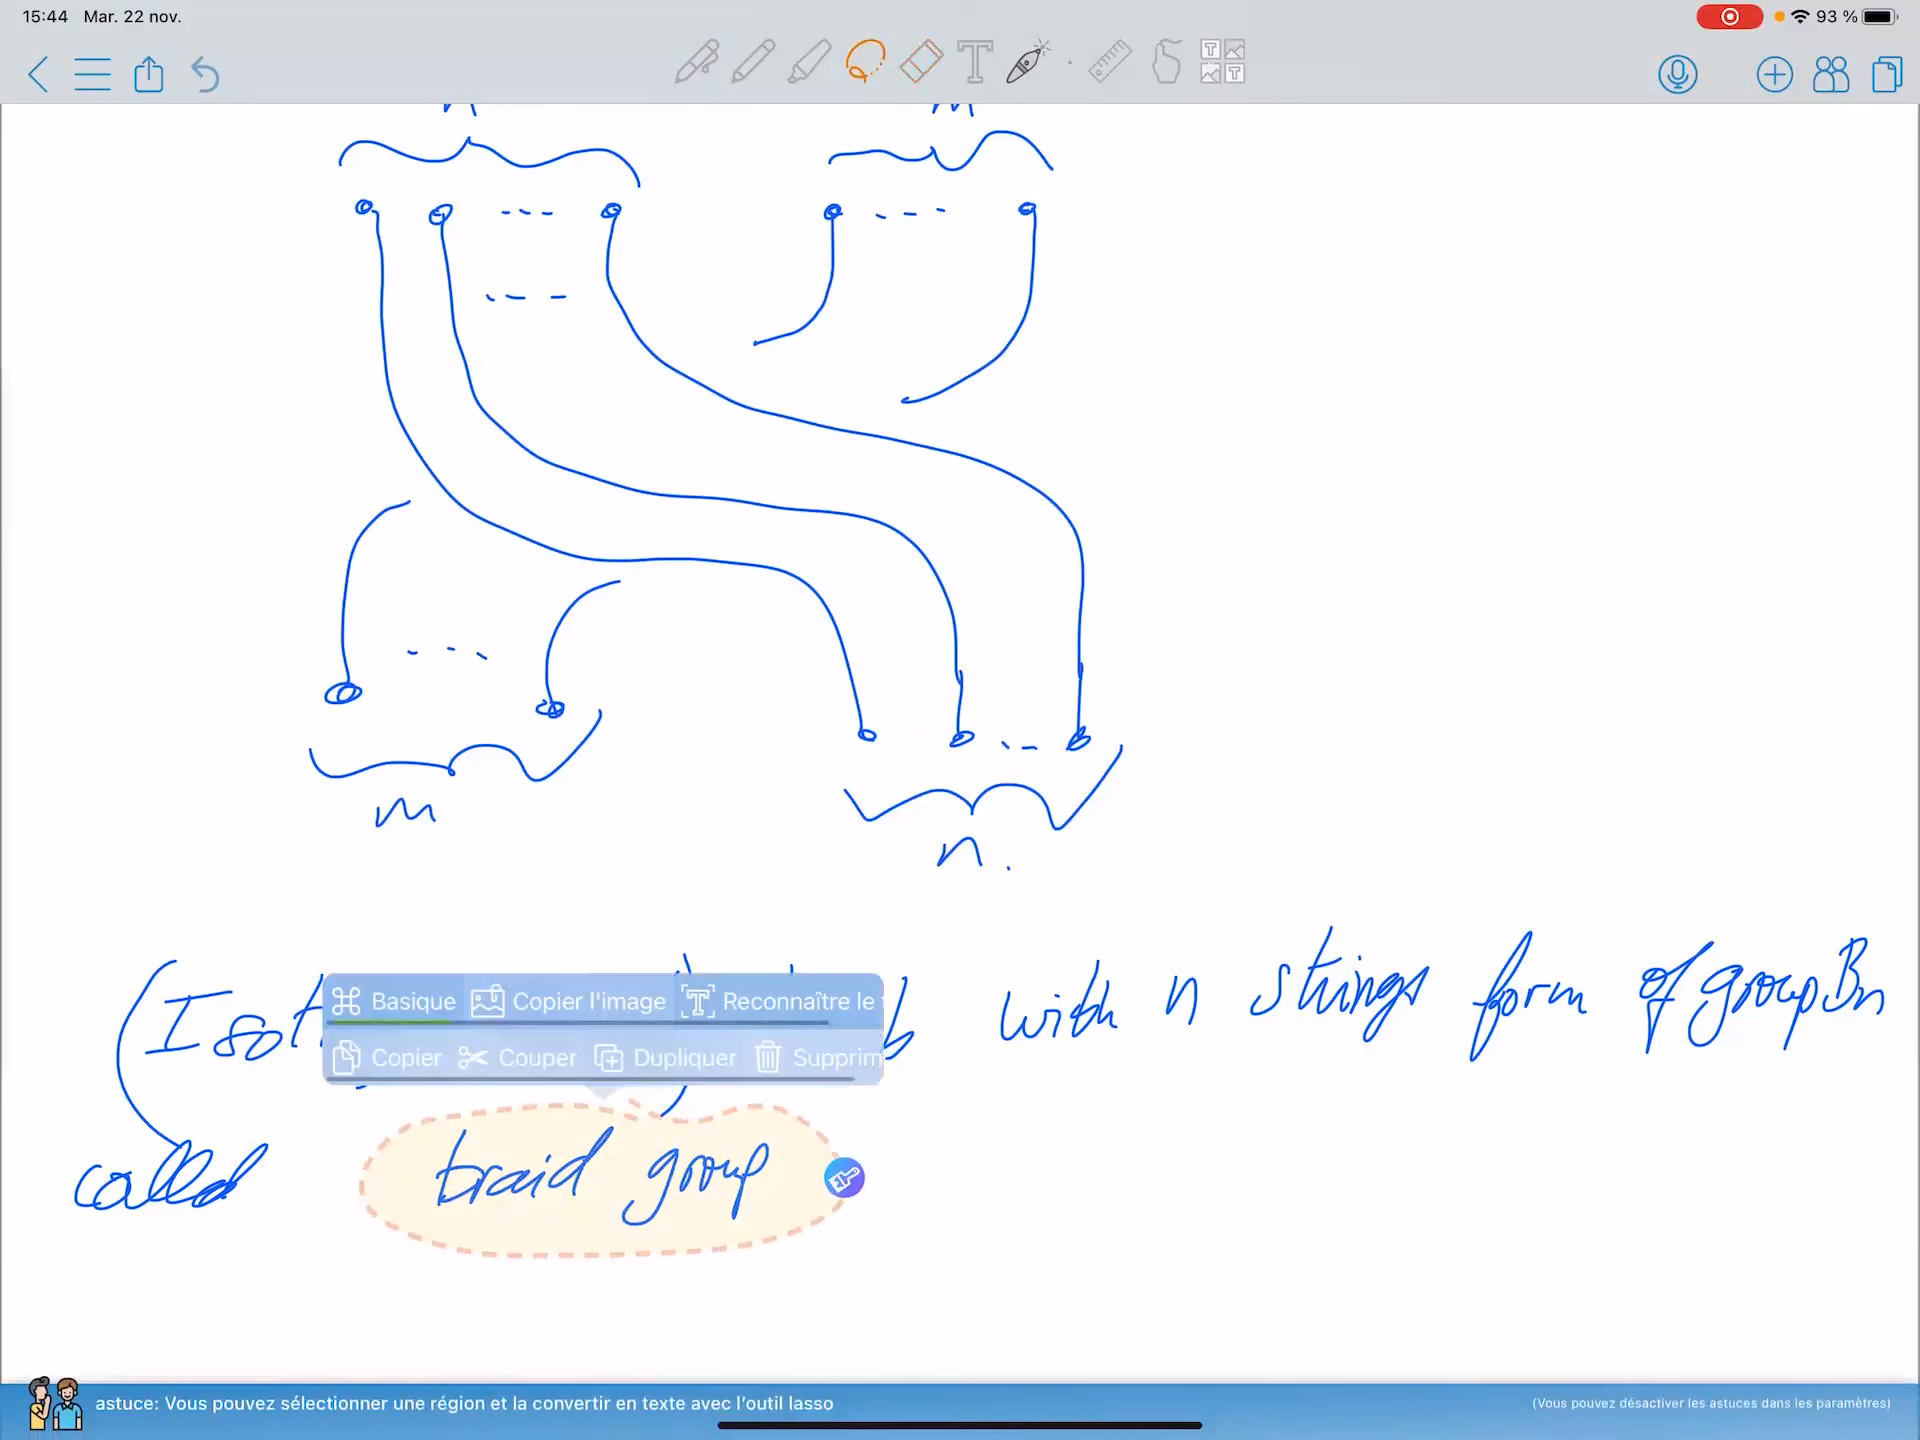 15:44 Mar. 22 nov. 93 %
n m
m
n.
(Isot with n strings form of group Bn
Basique Copier l'image Reconnaître le
Copier Couper Dupliquer Supprim
called braid group
astuce: Vous pouvez sélectionner une région et la convertir en texte avec l'outil lasso (Vous pouvez désactiver les astuces dans les paramètres)